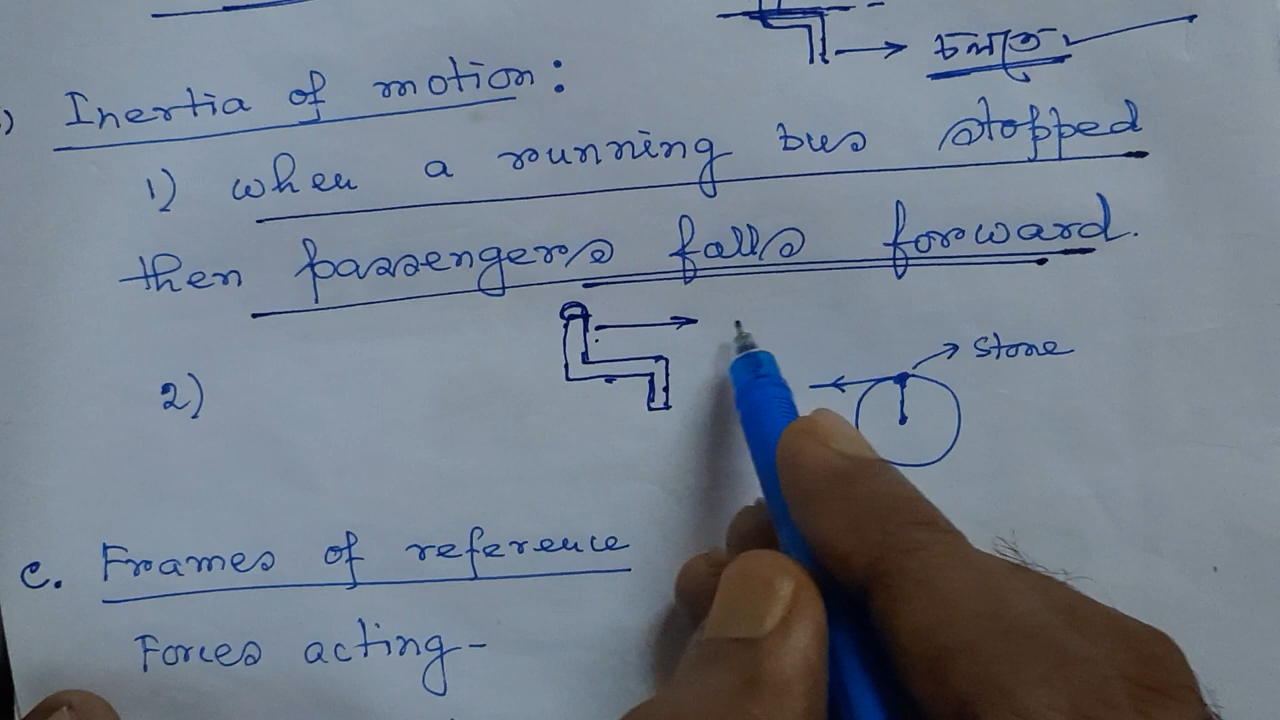 চলন্ত
Inertia of motion:
1) when a running bus stopped
then passengers falls forward.
stone
2)
c. Frames of reference
Forces acting-